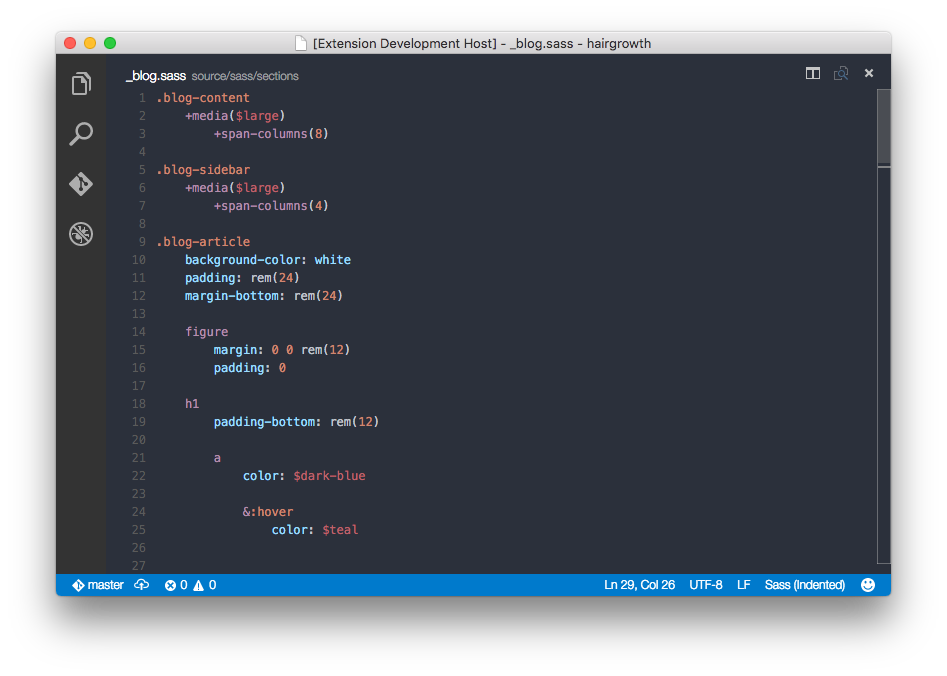 [Extension Development Host] - _blog.sass - hairgrowth
_blog.sass source/sass/sections
1 .blog-content
2     +media($large)
3         +span-columns(8)
4
5 .blog-sidebar
6     +media($large)
7         +span-columns(4)
8
9 .blog-article
10     background-color: white
11     padding: rem(24)
12     margin-bottom: rem(24)
13
14     figure
15         margin: 0 0 rem(12)
16         padding: 0
17
18     h1
19         padding-bottom: rem(12)
20
21         a
22             color: $dark-blue
23
24             &:hover
25                 color: $teal
26
27
master 0 0 Ln 29, Col 26 UTF-8 LF Sass (Indented)